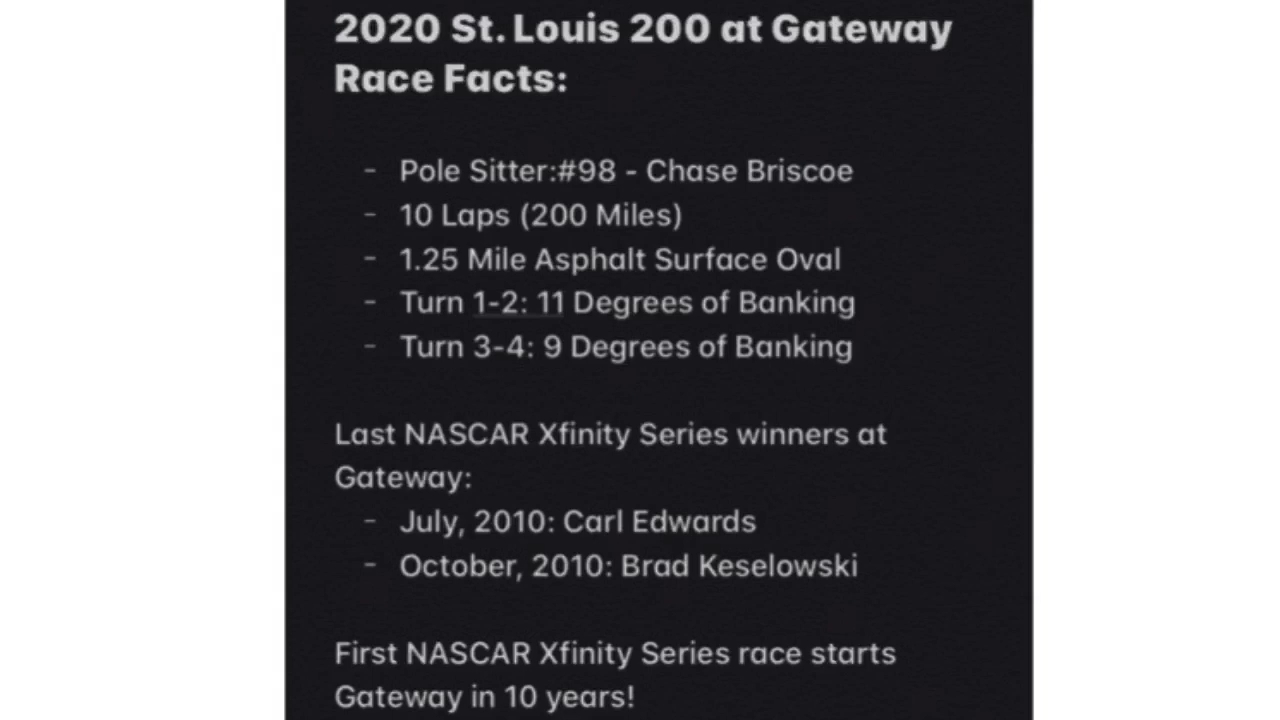 2020 St. Louis 200 at Gateway
Race Facts:
- Pole Sitter:#98 - Chase Briscoe
- 10 Laps (200 Miles)
- 1.25 Mile Asphalt Surface Oval
- Turn 1-2: 11 Degrees of Banking
- Turn 3-4: 9 Degrees of Banking
Last NASCAR Xfinity Series winners at
Gateway:
- July, 2010: Carl Edwards
- October, 2010: Brad Keselowski
First NASCAR Xfinity Series race starts
Gateway in 10 years!